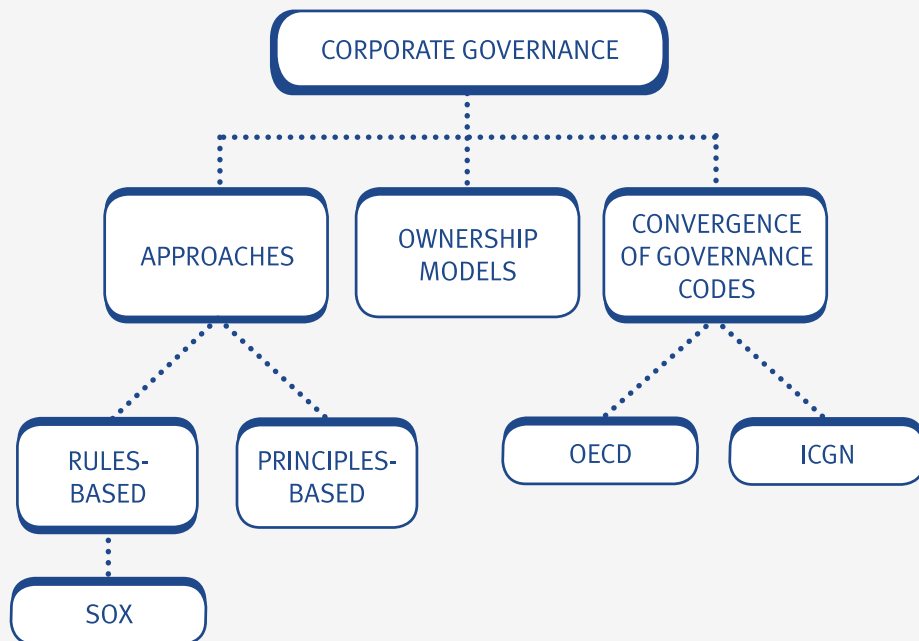 CORPORATE GOVERNANCE
APPROACHES
OWNERSHIP
MODELS
CONVERGENCE
OF GOVERNANCE
CODES
RULES-
BASED
PRINCIPLES-
BASED
OECD
ICGN
SOX